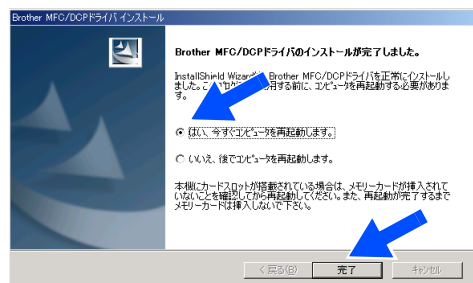 Brother MFC/DCPドライバ インストール
Brother MFC/DCPドライバのインストールが完了しました。
InstallShield Wizard Brother MFC/DCPドライバを正常にインストールし
ました。この する前に、コンピュータを再起動する必要がありま
す。
はい、今すぐコンピュータを再起動します。
いいえ、後でコンピュータを再起動します。
本機にカードスロットが搭載されている場合は、メモリーカードが挿入されて
いないことを確認してから再起動してください。また、再起動が完了するまで
メモリーカードは挿入しないで下さい。
< 戻る(B)
完了
キャンセル